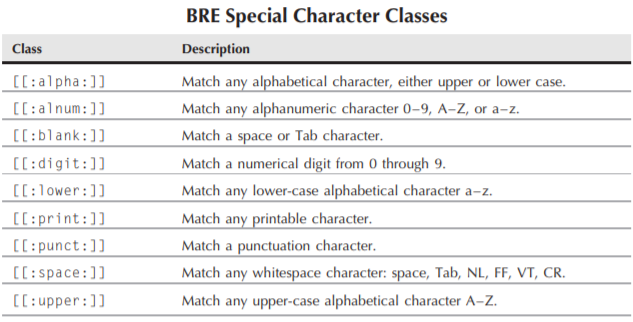 BRE Special Character Classes
Class Description
[[:alpha:]] Match any alphabetical character, either upper or lower case.
[[:alnum:]] Match any alphanumeric character 0–9, A–Z, or a–z.
[[:blank:]] Match a space or Tab character.
[[:digit:]] Match a numerical digit from 0 through 9.
[[:lower:]] Match any lower-case alphabetical character a–z.
[[:print:]] Match any printable character.
[[:punct:]] Match a punctuation character.
[[:space:]] Match any whitespace character: space, Tab, NL, FF, VT, CR.
[[:upper:]] Match any upper-case alphabetical character A–Z.